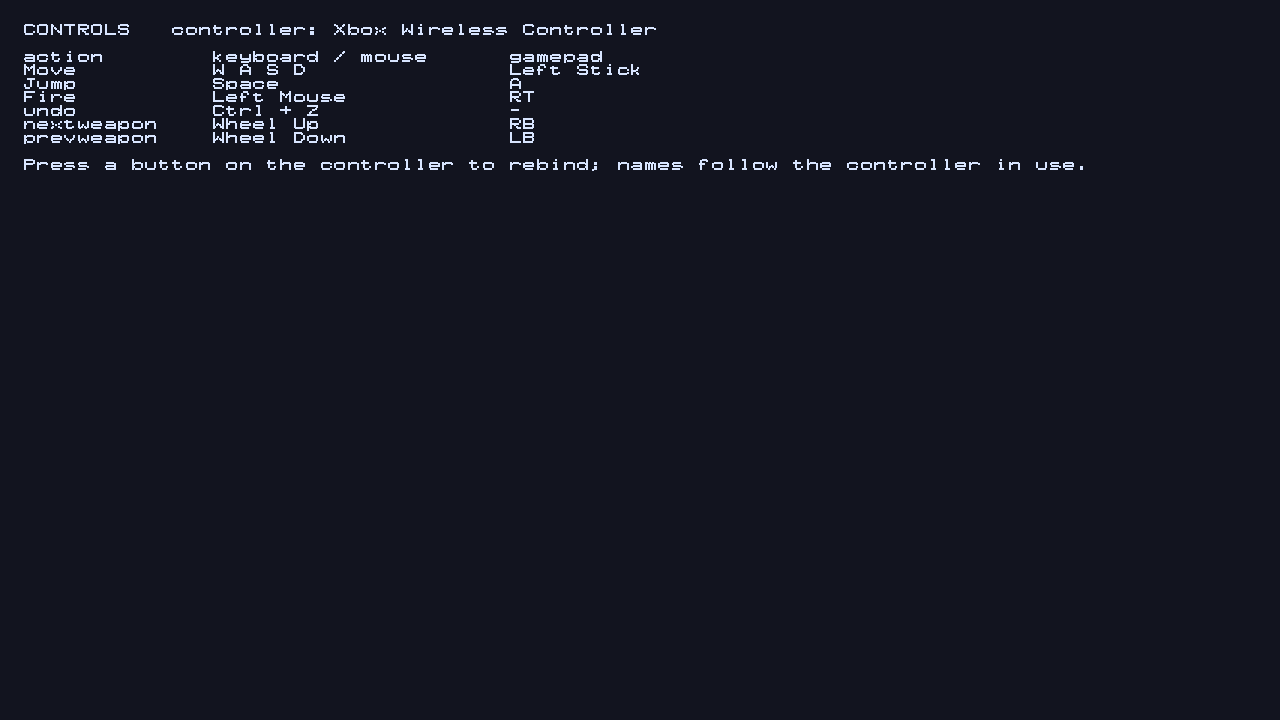 CONTROLS controller: Xbox Wireless Controller
action keyboard / mouse gamepad
Move W A S D Left Stick
Jump Space A
Fire Left Mouse RT
undo Ctrl + Z -
nextweapon Wheel Up RB
prevweapon Wheel Down LB
Press a button on the controller to rebind; names follow the controller in use.